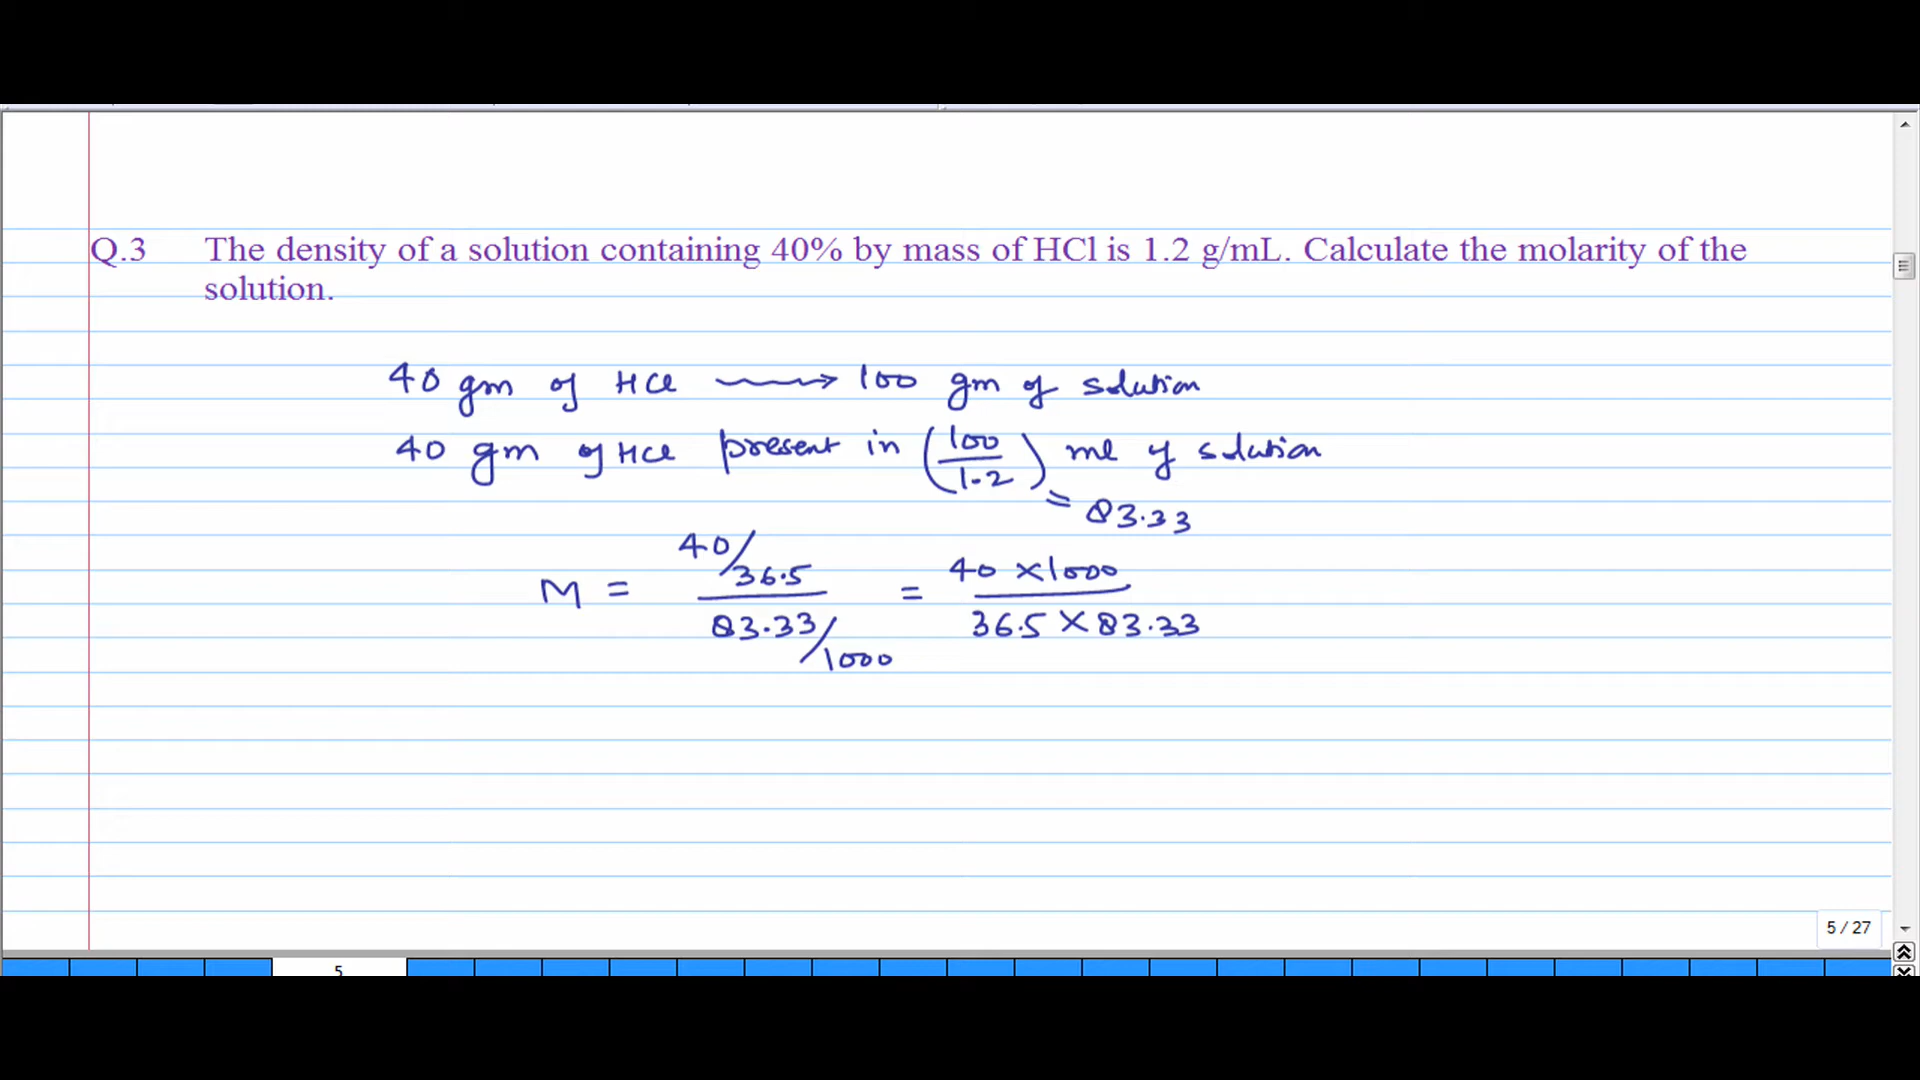 Q.3 The density of a solution containing 40% by mass of HCl is 1.2 g/mL. Calculate the molarity of the
solution.
40 gm of HCl ⟶ 100 gm of solution
40 gm of HCl present in (100/1.2) ml of solution
= 83.33
M = (40/36.5)/(83.33/1000) = (40 × 1000)/(36.5 × 83.33)
5 / 27
5